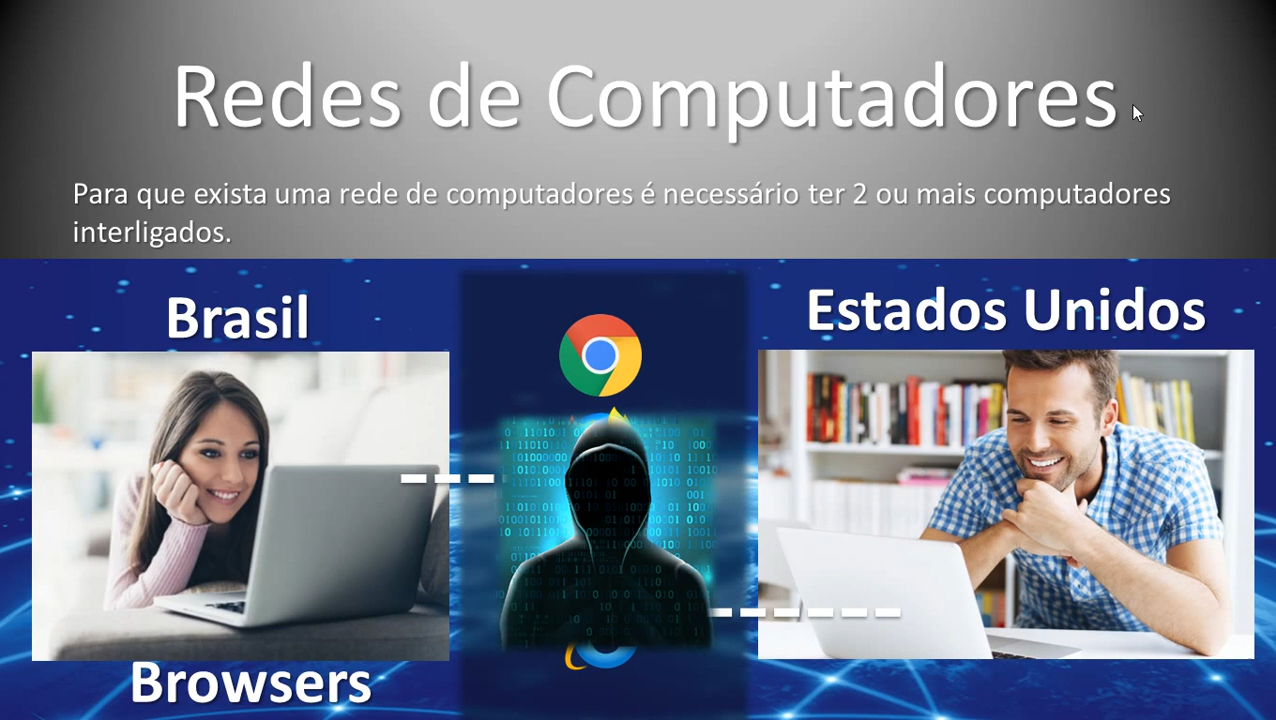 Redes de Computadores
Para que exista uma rede de computadores é necessário ter 2 ou mais computadores
interligados.
Brasil
Estados Unidos
Browsers